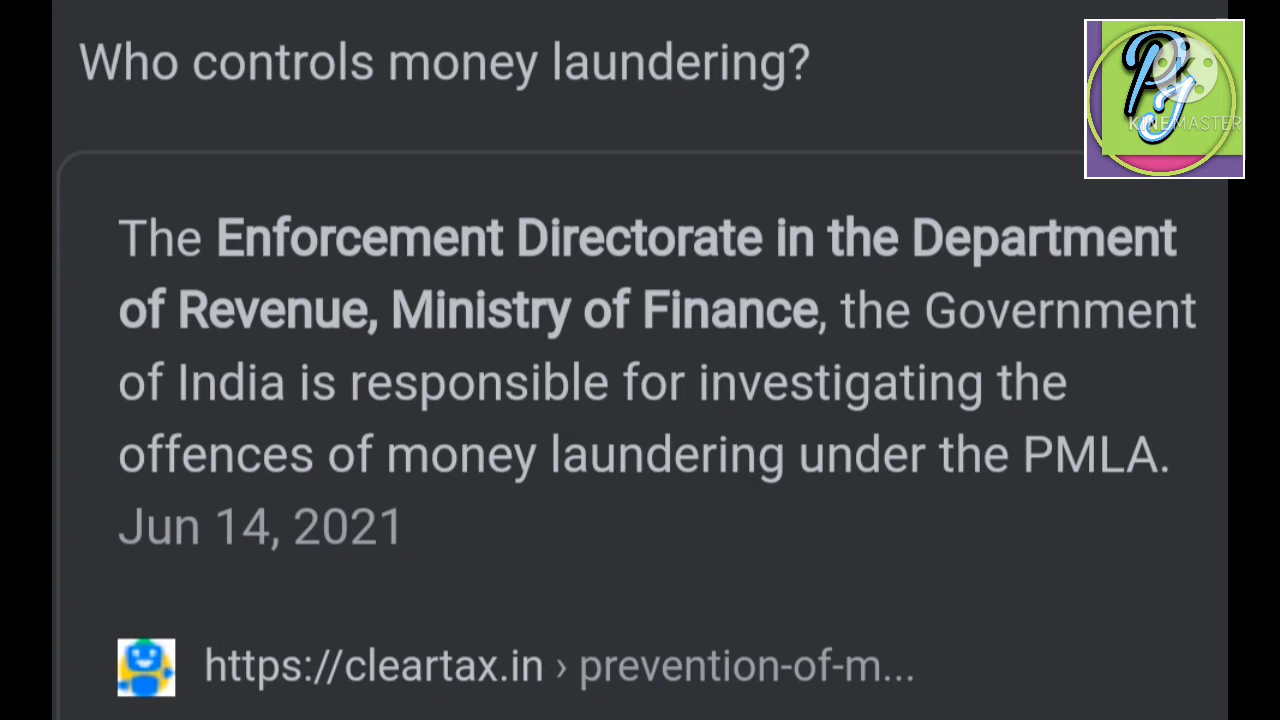 Who controls money laundering?
PJ
KINEMASTER
The Enforcement Directorate in the Department
of Revenue, Ministry of Finance, the Government
of India is responsible for investigating the
offences of money laundering under the PMLA.
Jun 14, 2021
https://cleartax.in › prevention-of-m...